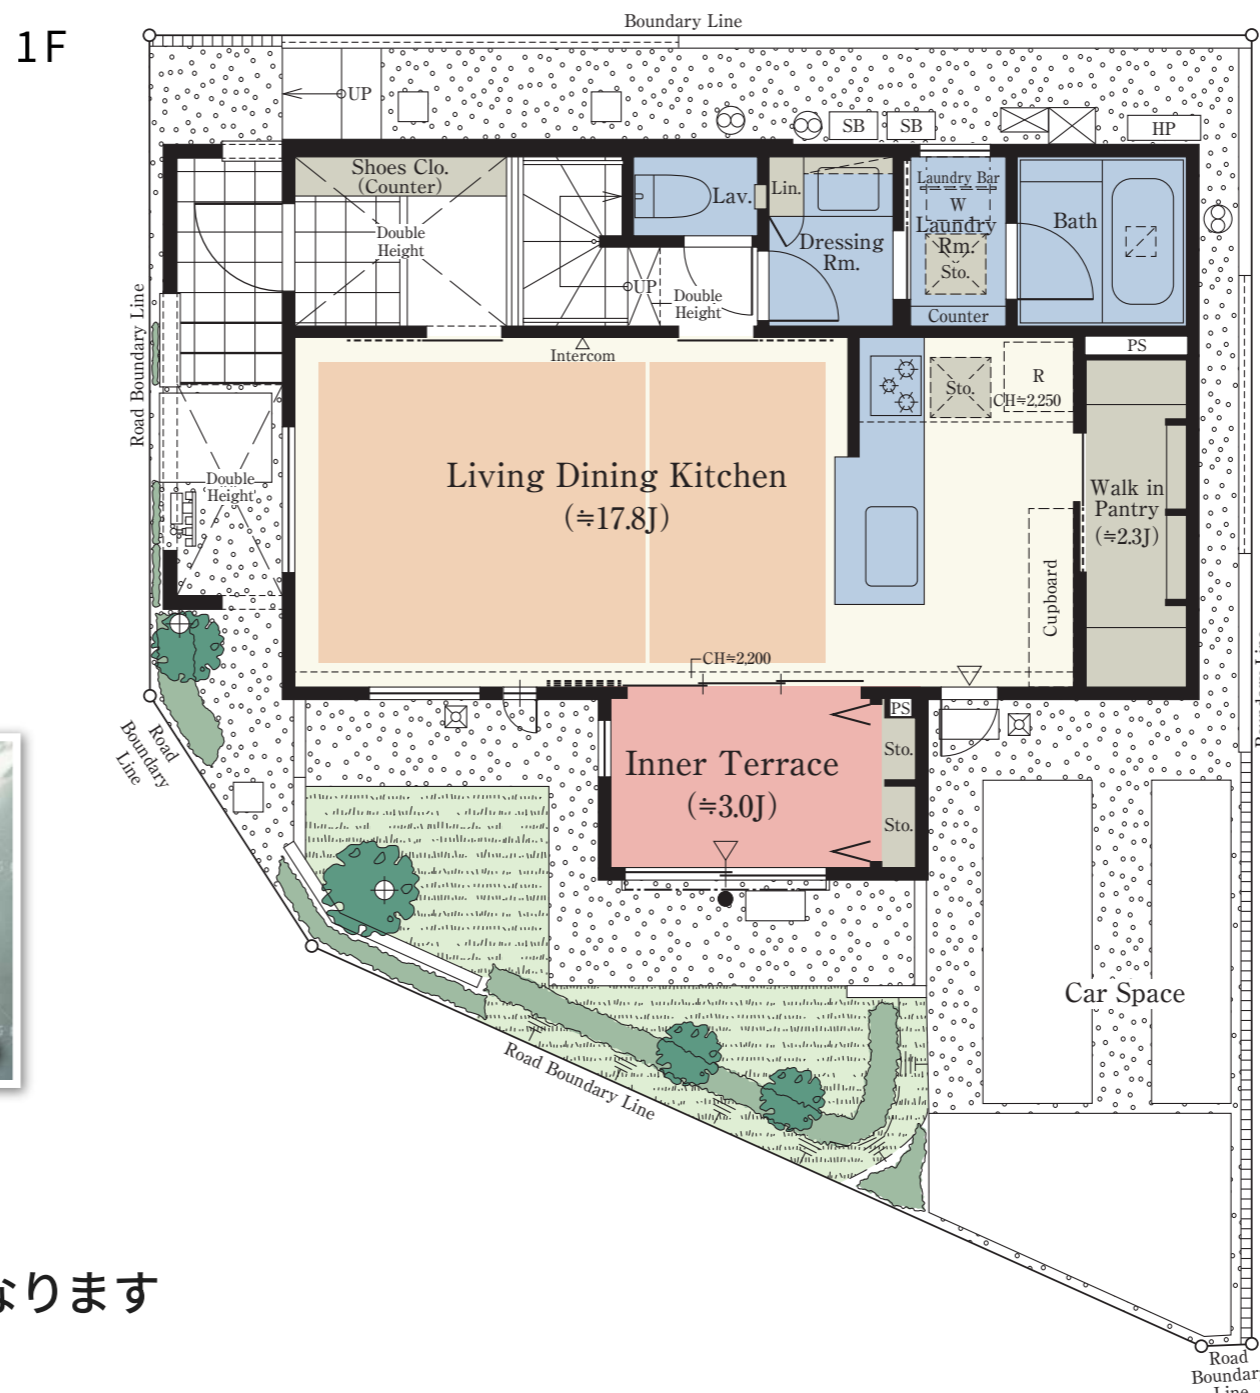 1F
Boundary Line
UP
SB
SB
HP
Shoes Clo.
(Counter)
Double
Height
Lav.
Lin.
Dressing
Rm.
Laundry Bar
W
Laundry
Rm.
Sto.
Counter
Bath
UP
Double
Height
Intercom
PS
Road Boundary Line
Sto.
R
CH≒2,250
Double
Height
Living Dining Kitchen
(≒17.8J)
Walk in
Pantry
(≒2.3J)
Cupboard
CH≒2,200
Road
Boundary
Line
PS
Sto.
Inner Terrace
(≒3.0J)
Sto.
Car Space
Road Boundary Line
なります
Road
Boundar
Line